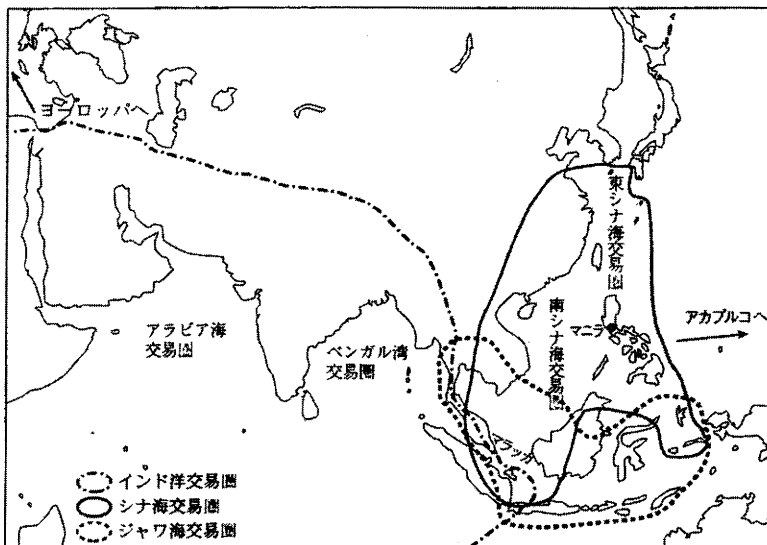 ヨーロッパへ
東シナ海交易圏
アカプルコへ
南シナ海交易圏
マニラ
アラビア海
交易圏
ベンガル湾
交易圏
マラッカ
インド洋交易圏
シナ海交易圏
ジャワ海交易圏